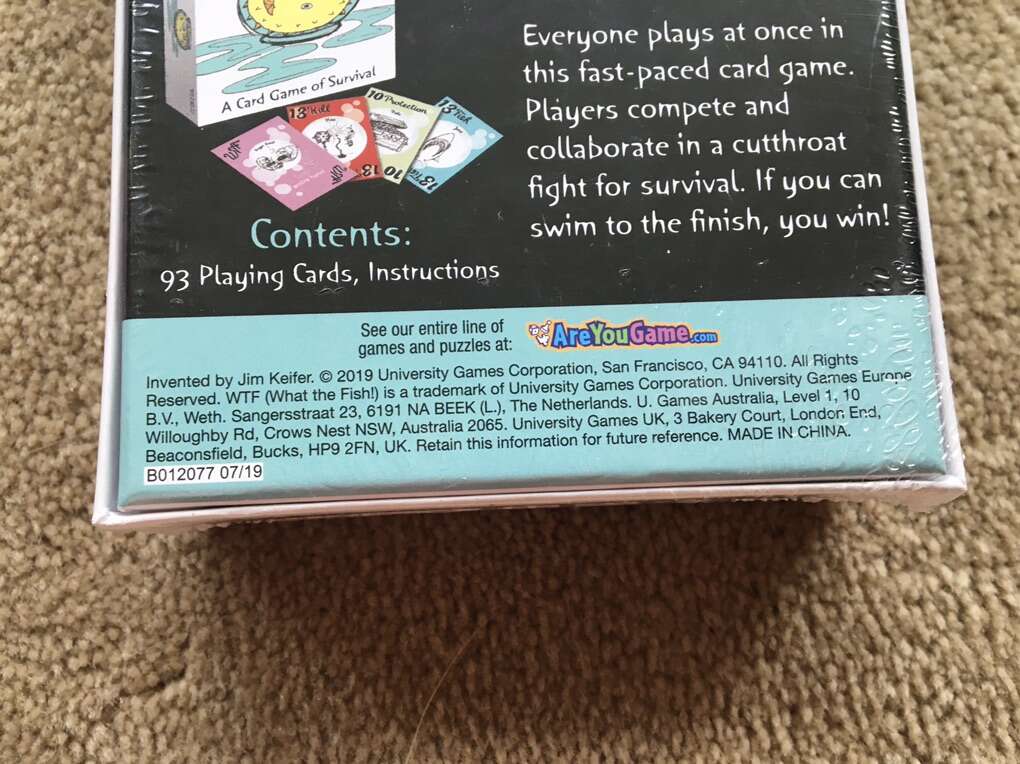 A Card Game of Survival
WTF
13 Kill
10 Protection
13 Fish
WTF
13
10
13
Contents:
93 Playing Cards, Instructions
Everyone plays at once in
this fast-paced card game.
Players compete and
collaborate in a cutthroat
fight for survival. If you can
swim to the finish, you win!
See our entire line of
games and puzzles at:
AreYouGame.com
Invented by Jim Keifer. © 2019 University Games Corporation, San Francisco, CA 94110. All Rights
Reserved. WTF (What the Fish!) is a trademark of University Games Corporation. University Games Europe
B.V., Weth. Sangersstraat 23, 6191 NA BEEK (L.), The Netherlands. U. Games Australia, Level 1, 10
Willoughby Rd, Crows Nest NSW, Australia 2065. University Games UK, 3 Bakery Court, London End,
Beaconsfield, Bucks, HP9 2FN, UK. Retain this information for future reference. MADE IN CHINA.
B012077 07/19